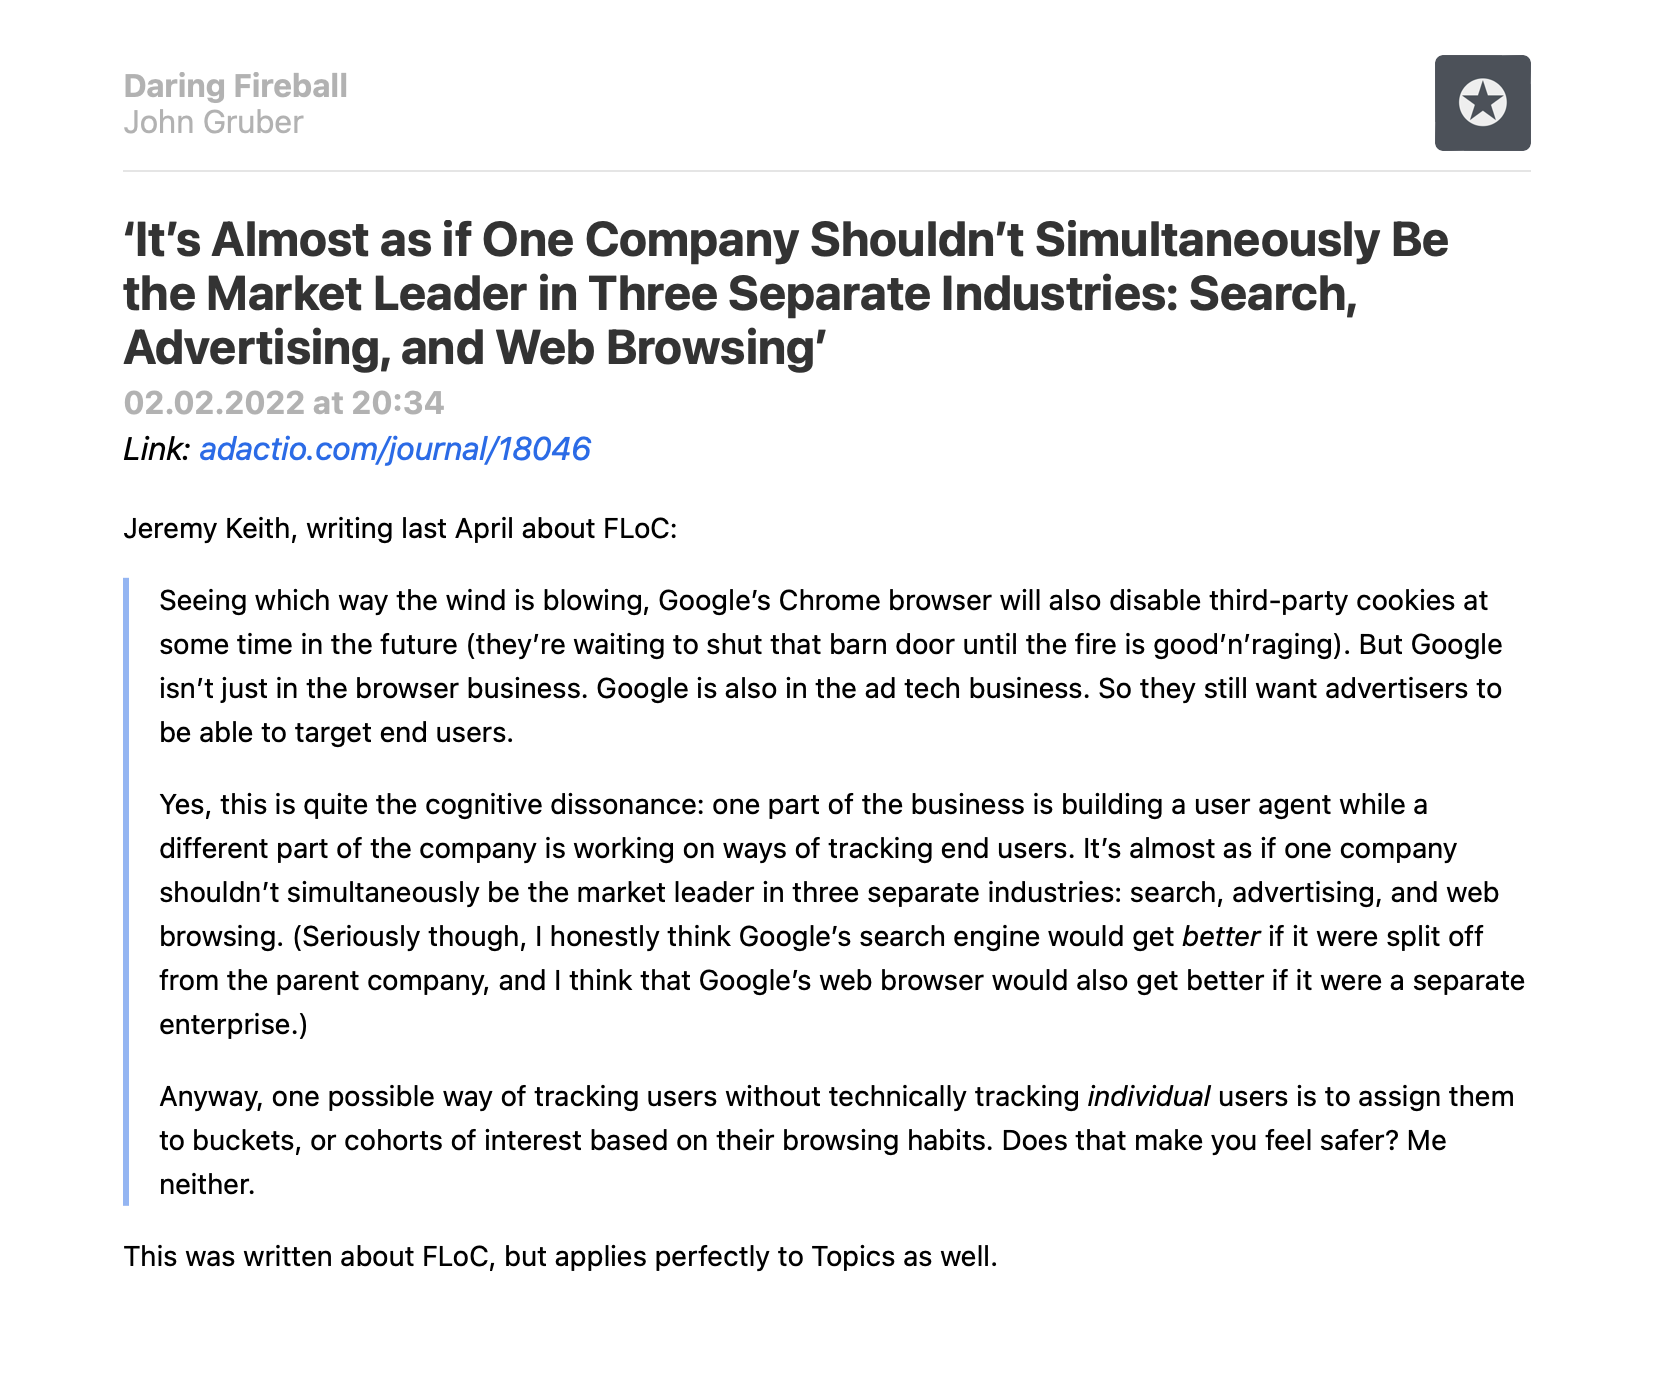 Daring Fireball
John Gruber
‘It’s Almost as if One Company Shouldn’t Simultaneously Be
the Market Leader in Three Separate Industries: Search,
Advertising, and Web Browsing’
02.02.2022 at 20:34
Link: adactio.com/journal/18046
Jeremy Keith, writing last April about FLoC:
Seeing which way the wind is blowing, Google’s Chrome browser will also disable third-party cookies at
some time in the future (they’re waiting to shut that barn door until the fire is good’n’raging). But Google
isn’t just in the browser business. Google is also in the ad tech business. So they still want advertisers to
be able to target end users.
Yes, this is quite the cognitive dissonance: one part of the business is building a user agent while a
different part of the company is working on ways of tracking end users. It’s almost as if one company
shouldn’t simultaneously be the market leader in three separate industries: search, advertising, and web
browsing. (Seriously though, I honestly think Google’s search engine would get better if it were split off
from the parent company, and I think that Google’s web browser would also get better if it were a separate
enterprise.)
Anyway, one possible way of tracking users without technically tracking individual users is to assign them
to buckets, or cohorts of interest based on their browsing habits. Does that make you feel safer? Me
neither.
This was written about FLoC, but applies perfectly to Topics as well.